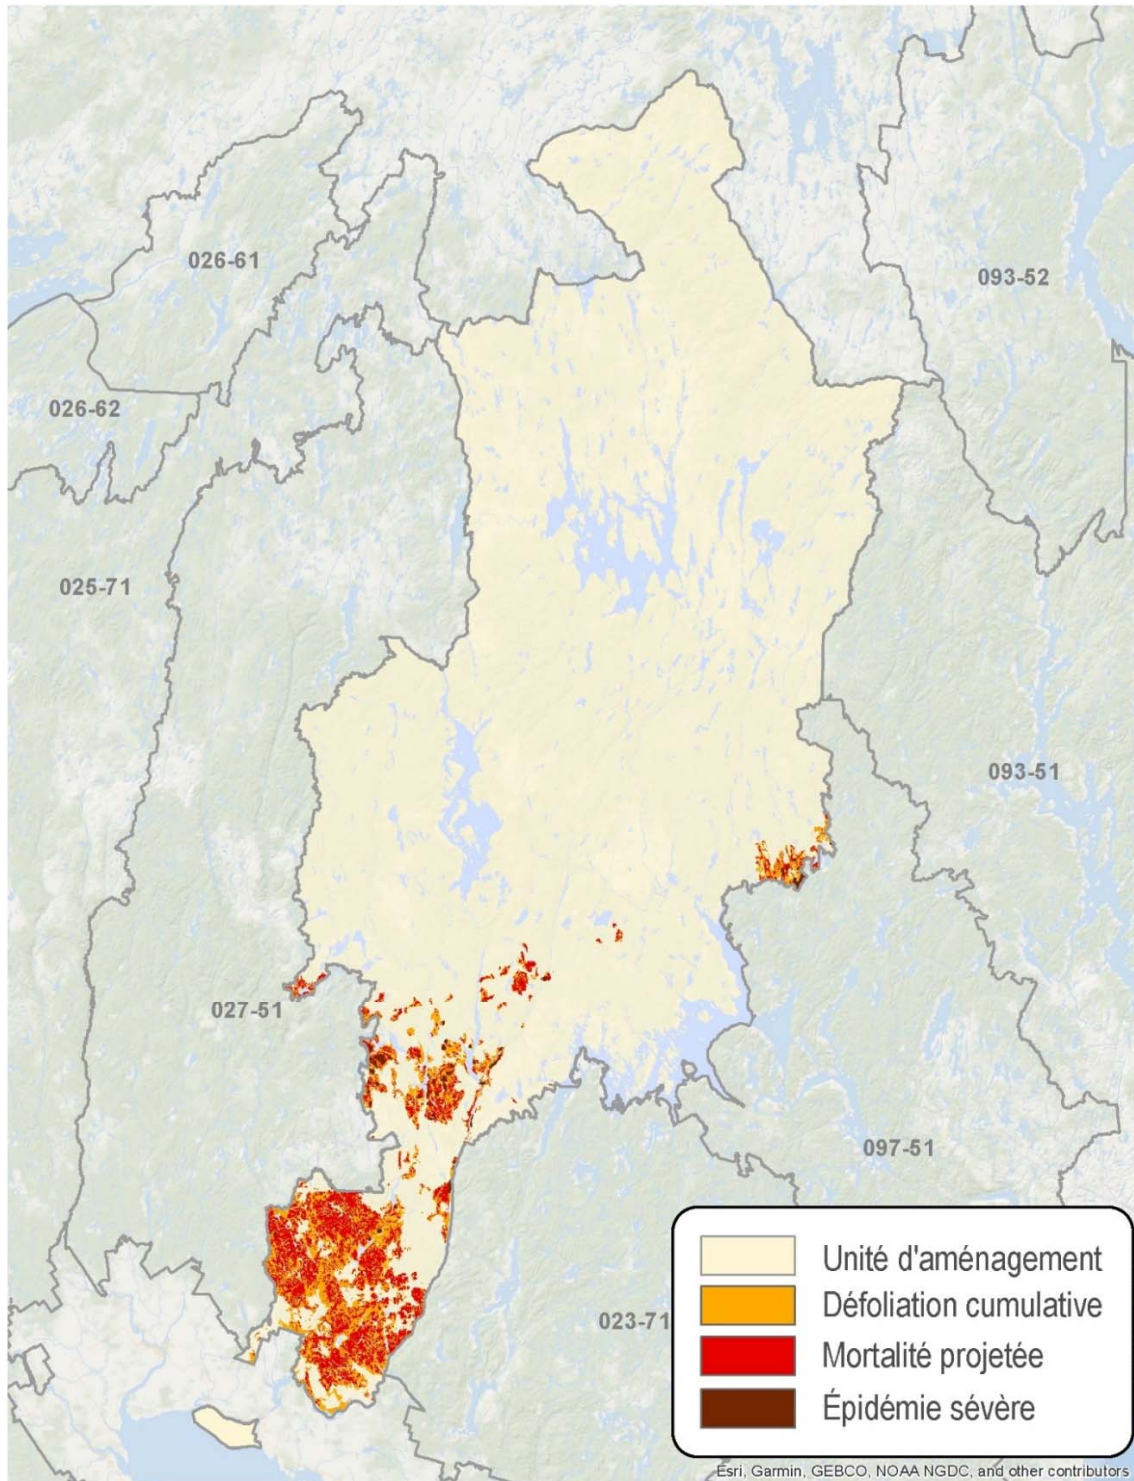 026-61
093-52
026-62
025-71
093-51
027-51
097-51
023-71
Unité d'aménagement
Défoliation cumulative
Mortalité projetée
Épidémie sévère
Esri, Garmin, GEBCO, NOAA NGDC, and other contributors